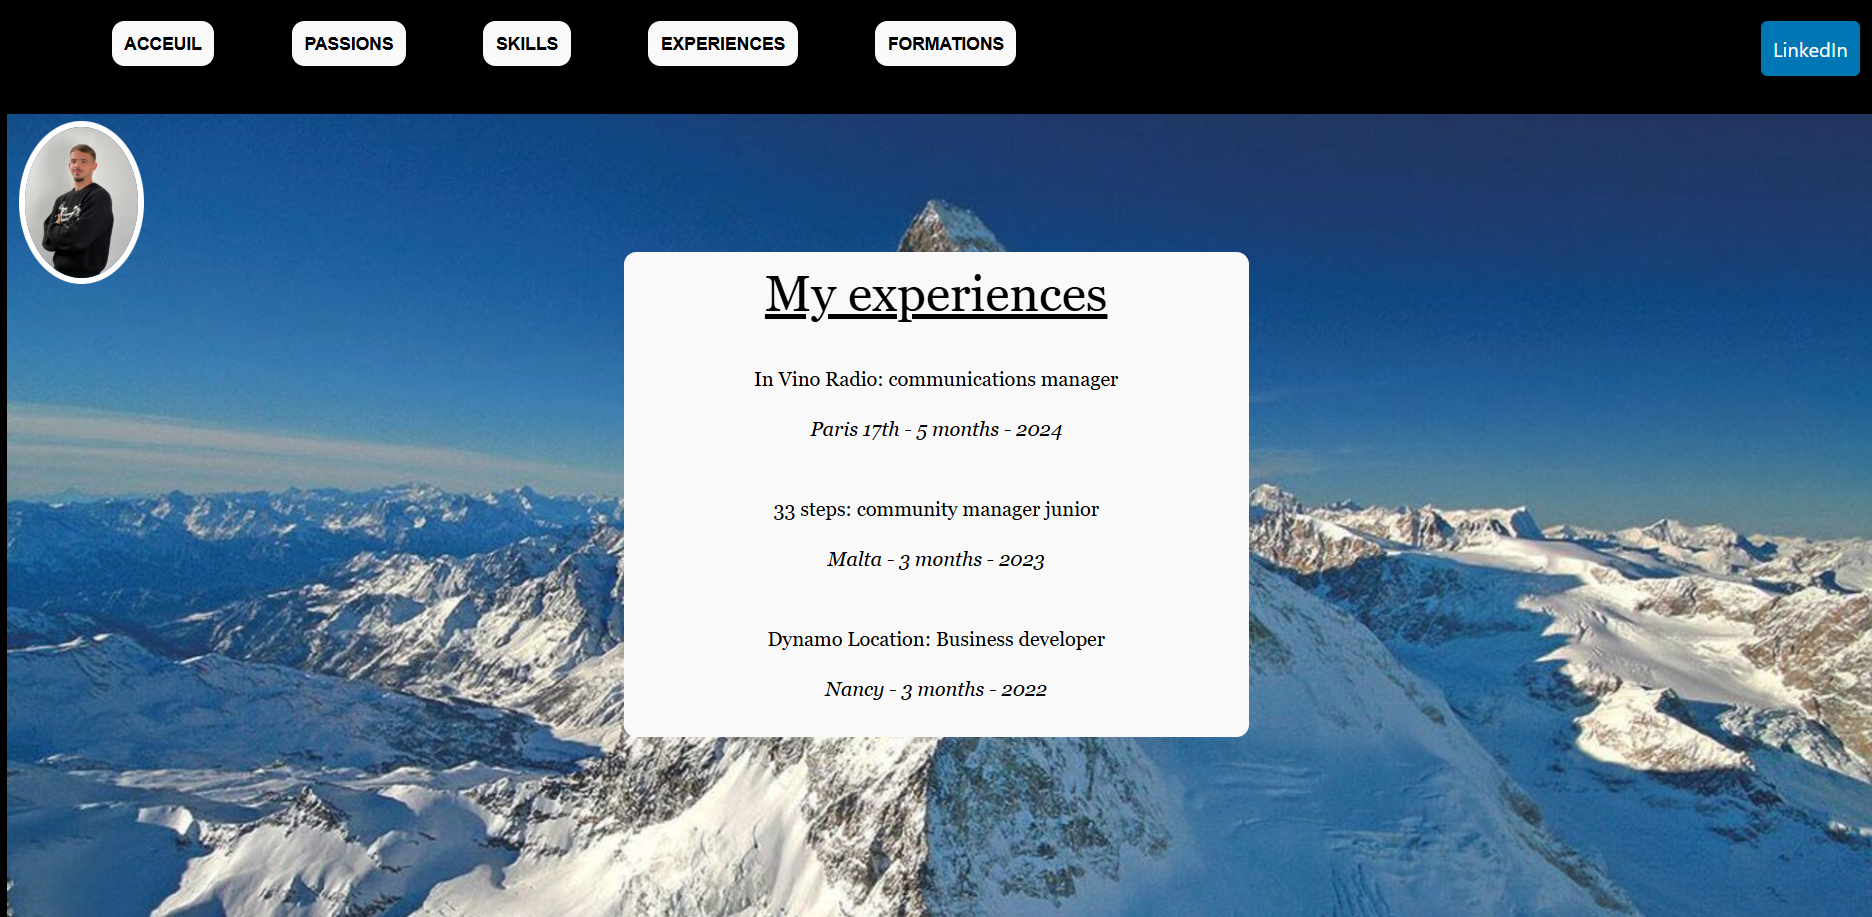 ACCEUIL
PASSIONS
SKILLS
EXPERIENCES
FORMATIONS
LinkedIn
My experiences
In Vino Radio: communications manager
Paris 17th - 5 months - 2024
33 steps: community manager junior
Malta - 3 months - 2023
Dynamo Location: Business developer
Nancy - 3 months - 2022